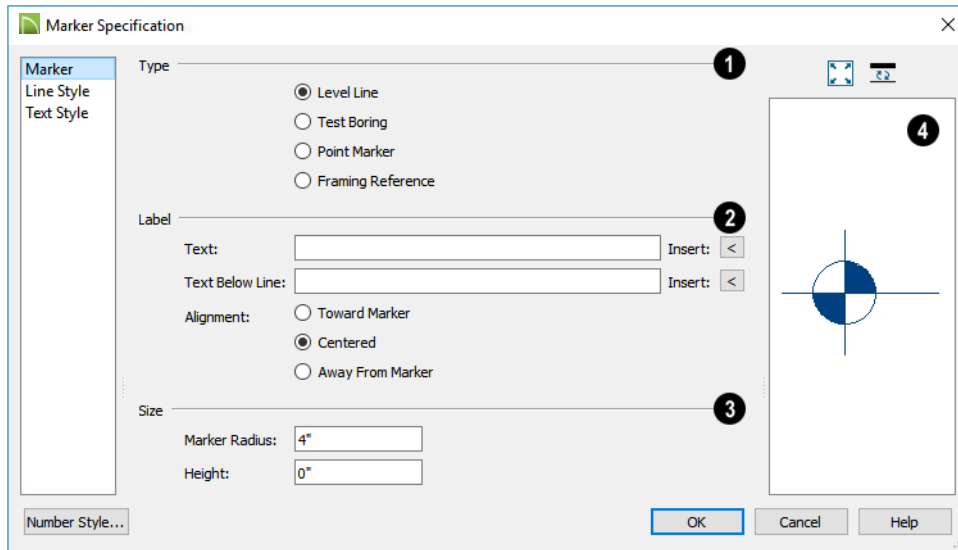 Marker Specification
Marker
Line Style
Text Style
Type
1
Level Line
Test Boring
Point Marker
Framing Reference
Label
2
Text:
Insert: <
Text Below Line:
Insert: <
Alignment:
Toward Marker
Centered
Away From Marker
Size
3
Marker Radius:
4"
Height:
0"
4
Number Style...
OK
Cancel
Help